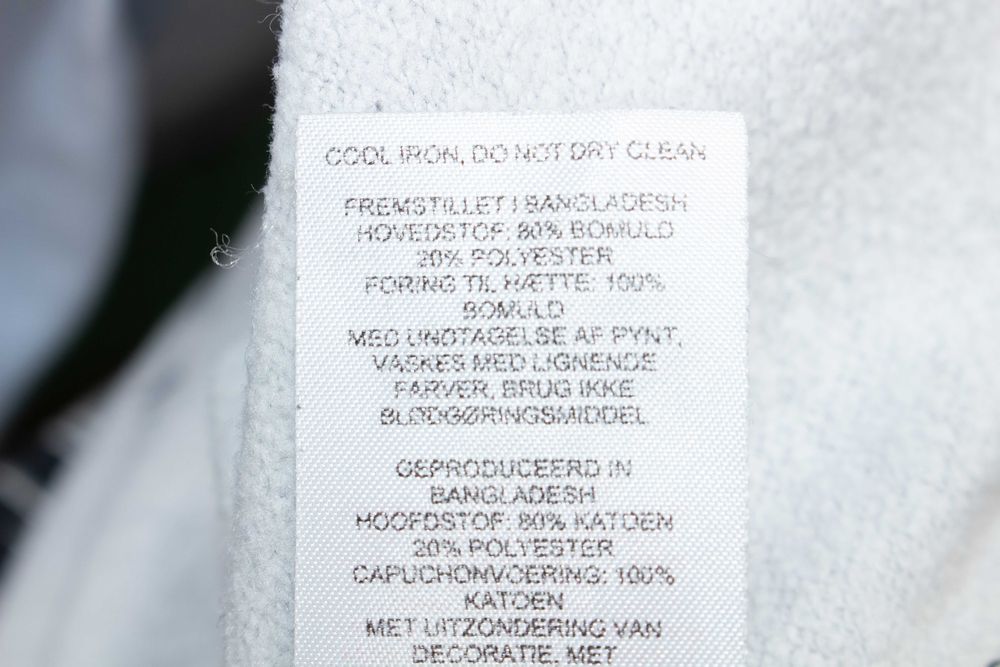 COOL IRON, DO NOT DRY CLEAN
FREMSTILLET I BANGLADESH
HOVEDSTOF: 80% BOMULD
20% POLYESTER
FORING TIL HÆTTE: 100%
BOMULD
MED UNDTAGELSE AF PYNT,
VASKES MED LIGNENDE
FARVER, BRUG IKKE
BLØDGØRINGSMIDDEL
GEPRODUCEERD IN
BANGLADESH
HOOFDSTOF: 80% KATOEN
20% POLYESTER
CAPUCHONVOERING: 100%
KATOEN
MET UITZONDERING VAN
DECORATIE, MET